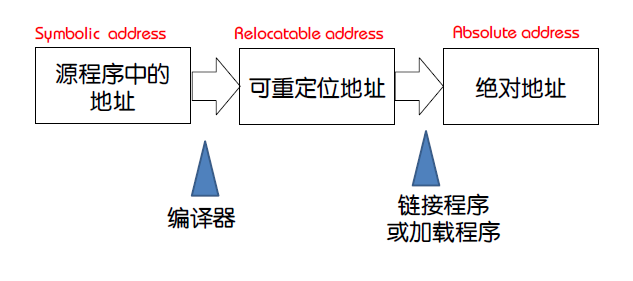 Symbolic address
Relocatable address
Absolute address
源程序中的
地址
可重定位地址
绝对地址
编译器
链接程序
或加载程序